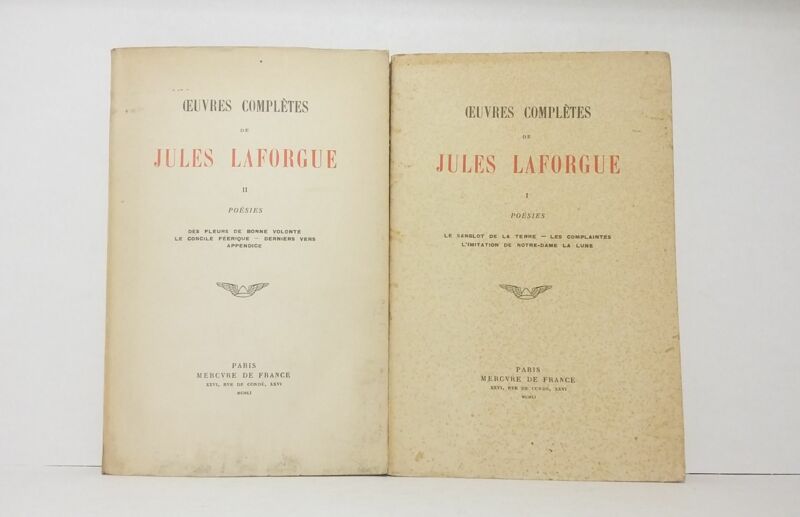 ŒUVRES COMPLÈTES
DE
JULES LAFORGUE
II
POÉSIES
DES FLEURS DE BONNE VOLONTÉ
LE CONCILE FÉERIQUE — DERNIERS VERS
APPENDICE
PARIS
MERCVRE DE FRANCE
XXVI, RVE DE CONDÉ, XXVI
MCMLI
ŒUVRES COMPLÈTES
DE
JULES LAFORGUE
I
POÉSIES
LE SANGLOT DE LA TERRE — LES COMPLAINTES
L'IMITATION DE NOTRE-DAME LA LUNE
PARIS
MERCVRE DE FRANCE
XXVI, RVE DE CONDÉ, XXVI
MCMLI